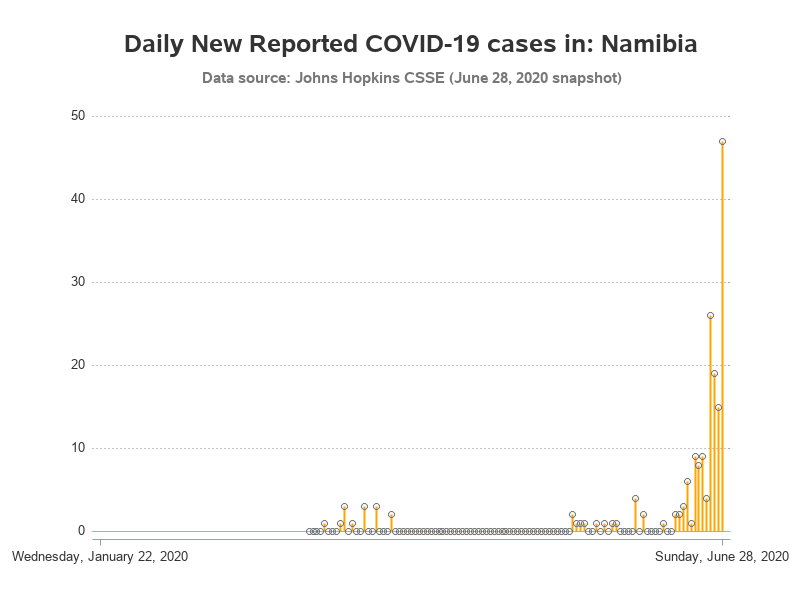 Daily New Reported COVID-19 cases in: Namibia
Data source: Johns Hopkins CSSE (June 28, 2020 snapshot)
50
40
30
20
10
0
Wednesday, January 22, 2020
Sunday, June 28, 2020